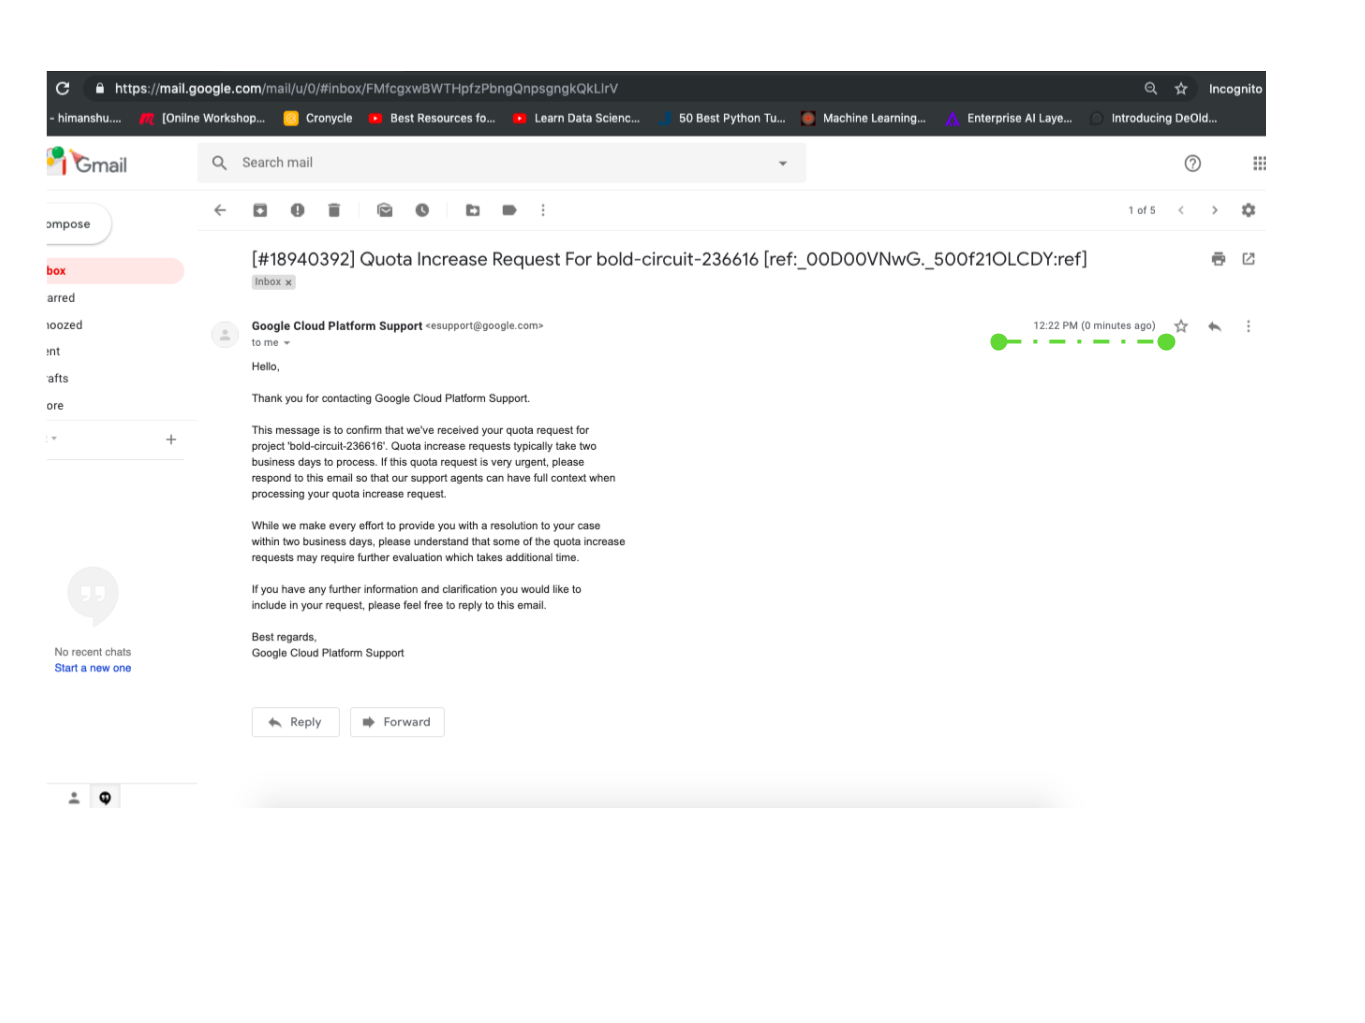 https://mail.google.com/mail/u/0/#inbox/FMfcgxwBWTHpfzPbngQnpsgngkQkLlrV
Incognito
- himanshu....
[Onilne Workshop...
Cronycle
Best Resources fo...
Learn Data Scienc...
50 Best Python Tu...
Machine Learning...
Enterprise AI Laye...
Introducing DeOld...
Gmail
Search mail
ompose
1 of 5
[#18940392] Quota Increase Request For bold-circuit-236616 [ref:_00D00VNwG._500f21OLCDY:ref]
Inbox x
box
arred
oozed
ent
rafts
ore
Google Cloud Platform Support <esupport@google.com>
12:22 PM (0 minutes ago)
to me
Hello,
Thank you for contacting Google Cloud Platform Support.
This message is to confirm that we've received your quota request for
project 'bold-circuit-236616'. Quota increase requests typically take two
business days to process. If this quota request is very urgent, please
respond to this email so that our support agents can have full context when
processing your quota increase request.
While we make every effort to provide you with a resolution to your case
within two business days, please understand that some of the quota increase
requests may require further evaluation which takes additional time.
If you have any further information and clarification you would like to
include in your request, please feel free to reply to this email.
Best regards,
Google Cloud Platform Support
No recent chats
Start a new one
Reply
Forward